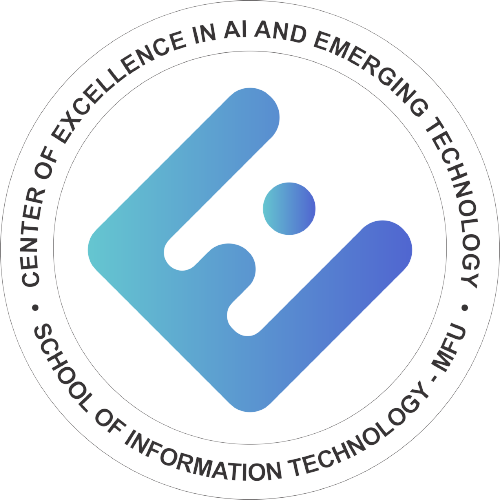 CENTER OF EXCELLENCE IN AI AND EMERGING TECHNOLOGY
• SCHOOL OF INFORMATION TECHNOLOGY - MFU •